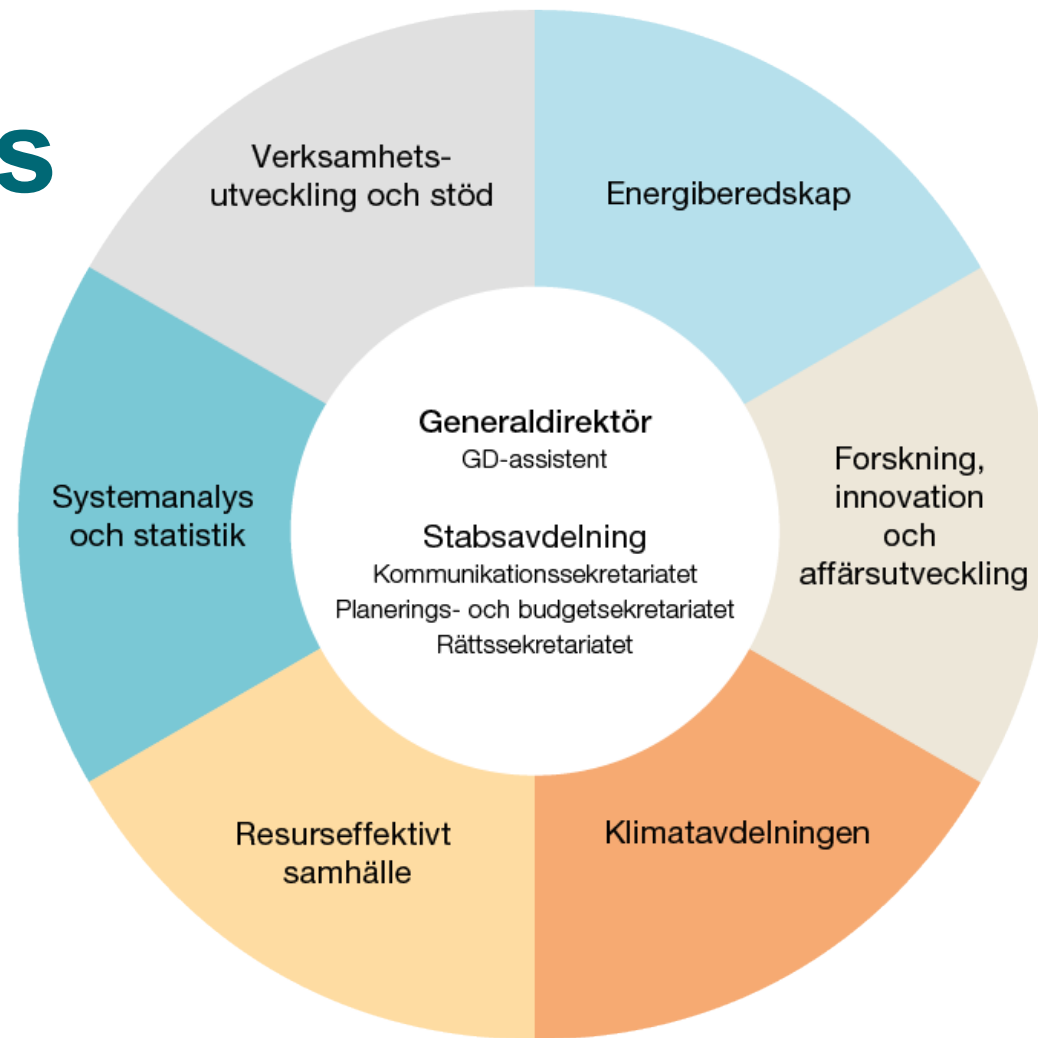 s
Verksamhets-
utveckling och stöd
Energiberedskap
Forskning,
innovation
och
affärsutveckling
Klimatavdelningen
Resurseffektivt
samhälle
Systemanalys
och statistik
Generaldirektör
GD-assistent
Stabsavdelning
Kommunikationssekretariatet
Planerings- och budgetsekretariatet
Rättssekretariatet